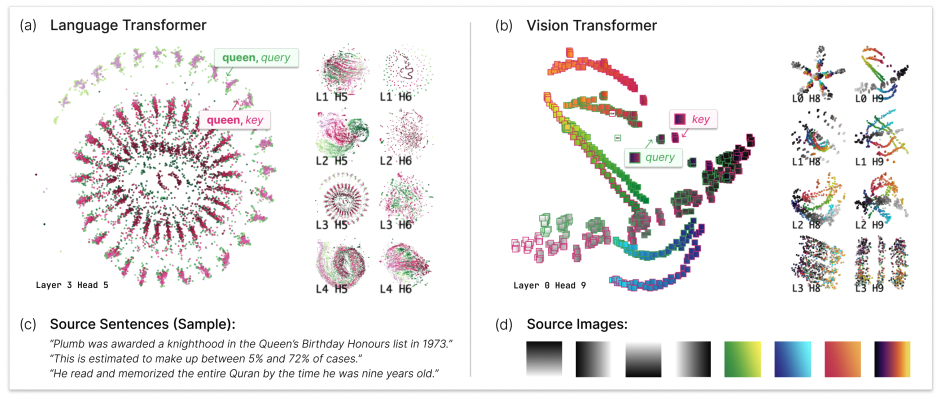 (a) Language Transformer
queen, query
queen, key
Layer 3 Head 5
L1 H5
L1 H6
L2 H5
L2 H6
L3 H5
L3 H6
L4 H5
L4 H6
(b) Vision Transformer
key
query
Layer 0 Head 9
L0 H8
L0 H9
L1 H8
L1 H9
L2 H8
L2 H9
L3 H8
L3 H9
(c) Source Sentences (Sample):
“Plumb was awarded a knighthood in the Queen’s Birthday Honours list in 1973.”
“This is estimated to make up between 5% and 72% of cases.”
“He read and memorized the entire Quran by the time he was nine years old.”
(d) Source Images: